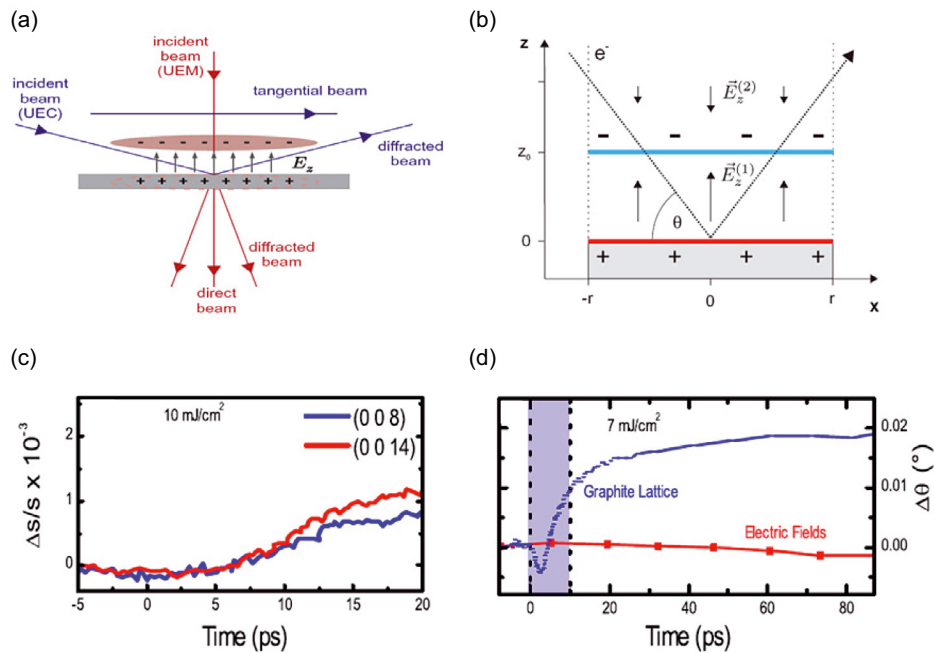 (a)
incident
beam
(UEM)
incident
beam
(UEC)
tangential beam
- - - - - - - -
E_z
diffracted
beam
+ + + + + + + +
diffracted
beam
direct
beam
(b)
z
e⁻
E⃗_z⁽²⁾
- - - -
z₀
E⃗_z⁽¹⁾
θ
0
+ + + +
-r 0 r
x
(c)
10 mJ/cm²
(0 0 8)
(0 0 14)
Δs/s x 10⁻³
2
1
0
-5 0 5 10 15 20
Time (ps)
(d)
7 mJ/cm²
Graphite Lattice
Electric Fields
0.02
0.01
0.00
Δθ (°)
0 20 40 60 80
Time (ps)